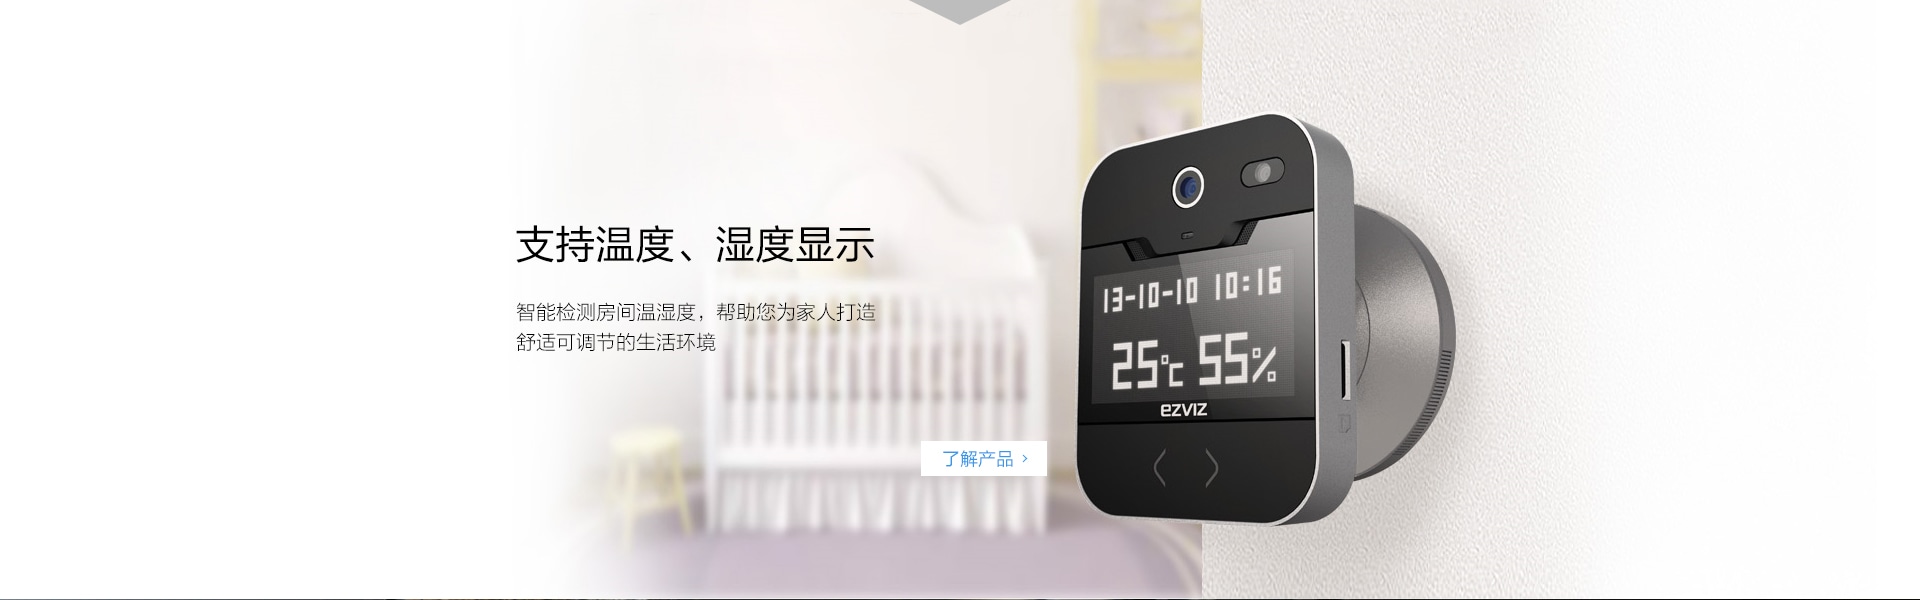 支持温度、湿度显示
智能检测房间温湿度，帮助您为家人打造
舒适可调节的生活环境
了解产品 >
13-10-10 10:16
25℃ 55%
ezviz